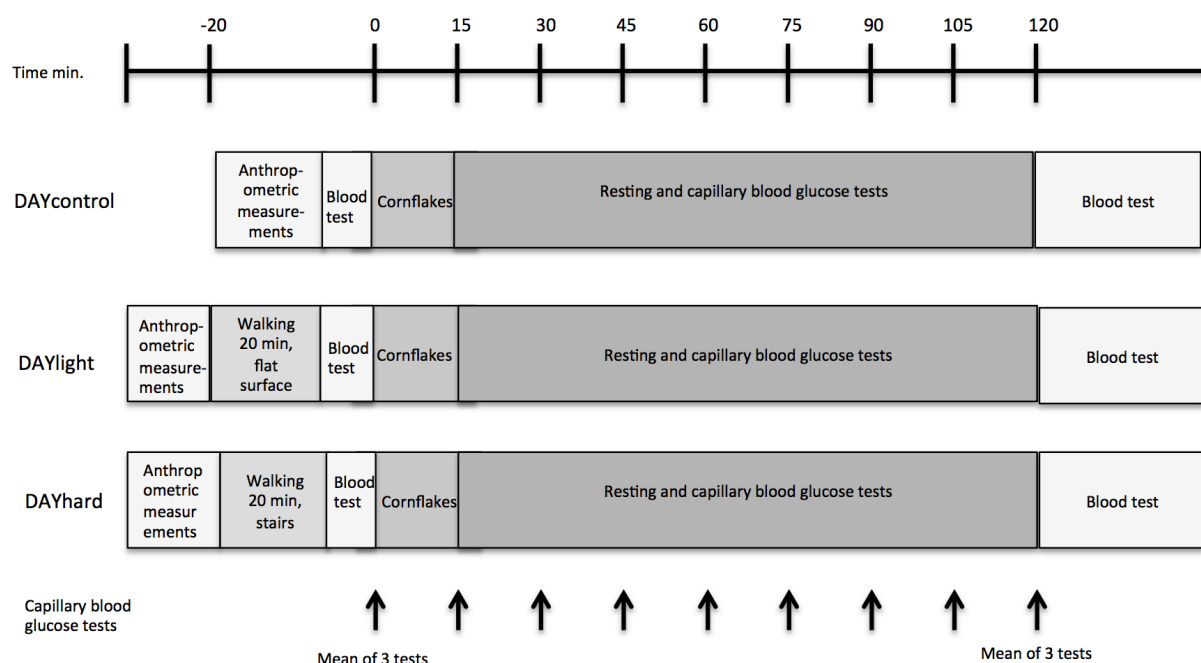 -20 0 15 30 45 60 75 90 105 120
Time min.
DAYcontrol
Anthrop-
ometric
measure-
ments
Blood
test
Cornflakes
Resting and capillary blood glucose tests
Blood test
DAYlight
Anthrop-
ometric
measure-
ments
Walking
20 min,
flat
surface
Blood
test
Cornflakes
Resting and capillary blood glucose tests
Blood test
DAYhard
Anthrop
ometric
measur
ements
Walking
20 min,
stairs
Blood
test
Cornflakes
Resting and capillary blood glucose tests
Blood test
Capillary blood
glucose tests
Mean of 3 tests
Mean of 3 tests